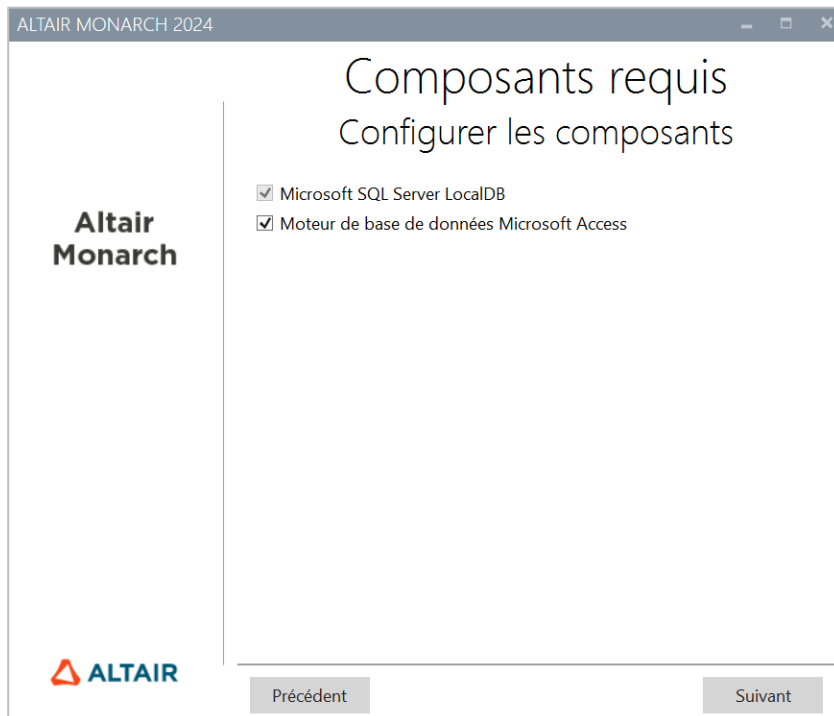 ALTAIR MONARCH 2024
Composants requis
Configurer les composants
Microsoft SQL Server LocalDB
Moteur de base de données Microsoft Access
Altair
Monarch
ALTAIR
Précédent
Suivant